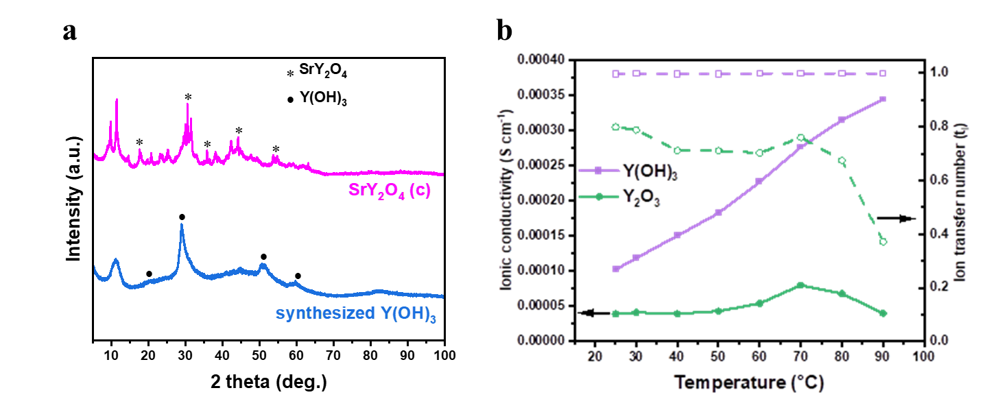 a
Intensity (a.u.)
* SrY₂O₄
● Y(OH)₃
*
*
*
*
*
SrY₂O₄ (c)
●
●
●
●
synthesized Y(OH)₃
10 20 30 40 50 60 70 80 90 100
2 theta (deg.)
b
Ionic conductivity (S cm⁻¹)
0.00040
0.00035
0.00030
0.00025
0.00020
0.00015
0.00010
0.00005
0.00000
Y(OH)₃
Y₂O₃
1.0
0.8
0.6
0.4
0.2
0.0
Ion transfer number (tᵢ)
20 30 40 50 60 70 80 90 100
Temperature (°C)